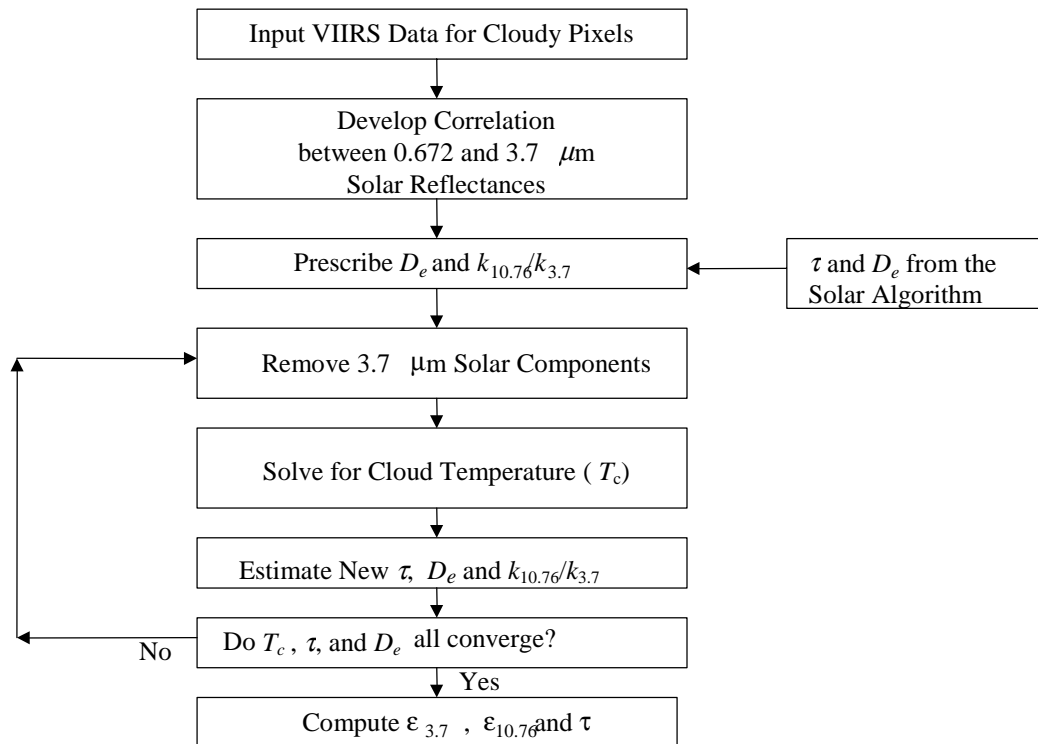 Input VIIRS Data for Cloudy Pixels
Develop Correlation
between 0.672 and 3.7 μm
Solar Reflectances
Prescribe Dₑ and k₁₀.₇₆/k₃.₇
τ and Dₑ from the
Solar Algorithm
Remove 3.7 μm Solar Components
Solve for Cloud Temperature ( T_c)
Estimate New τ, Dₑ and k₁₀.₇₆/k₃.₇
Do T_c , τ, and Dₑ all converge?
No
Yes
Compute ε₃.₇ , ε₁₀.₇₆ and τ